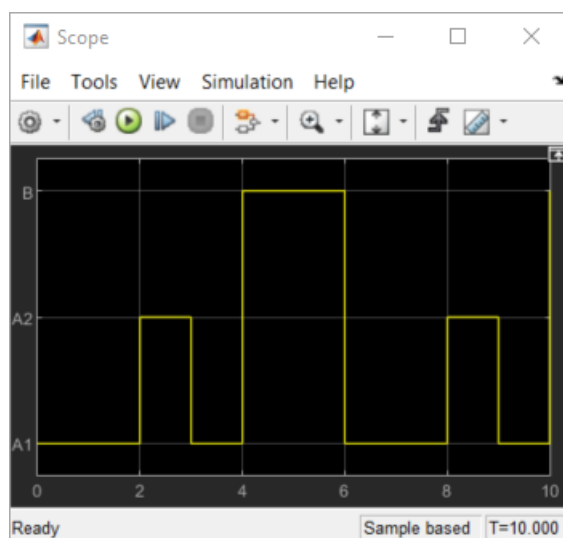 Scope
File Tools View Simulation Help
B
A2
A1
0 2 4 6 8 10
Ready Sample based T=10.000